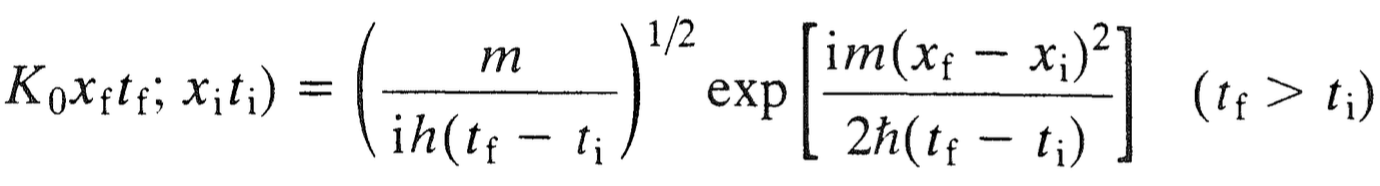 K₀x_f t_f; x_i t_i) = (m / ih(t_f − t_i)^{1/2} exp[im(x_f − x_i)² / 2ℏ(t_f − t_i)] (t_f > t_i)